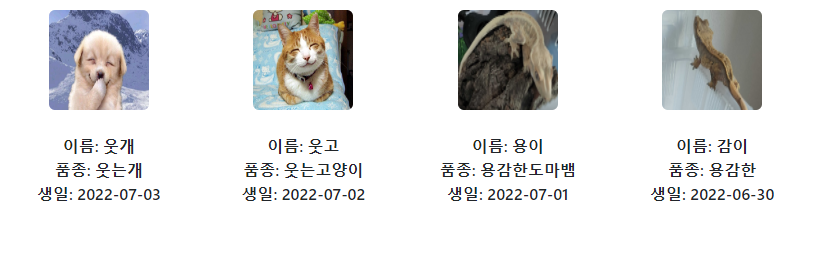 이름: 웃개
품종: 웃는개
생일: 2022-07-03
이름: 웃고
품종: 웃는고양이
생일: 2022-07-02
이름: 용이
품종: 용감한도마뱀
생일: 2022-07-01
이름: 감이
품종: 용감한
생일: 2022-06-30